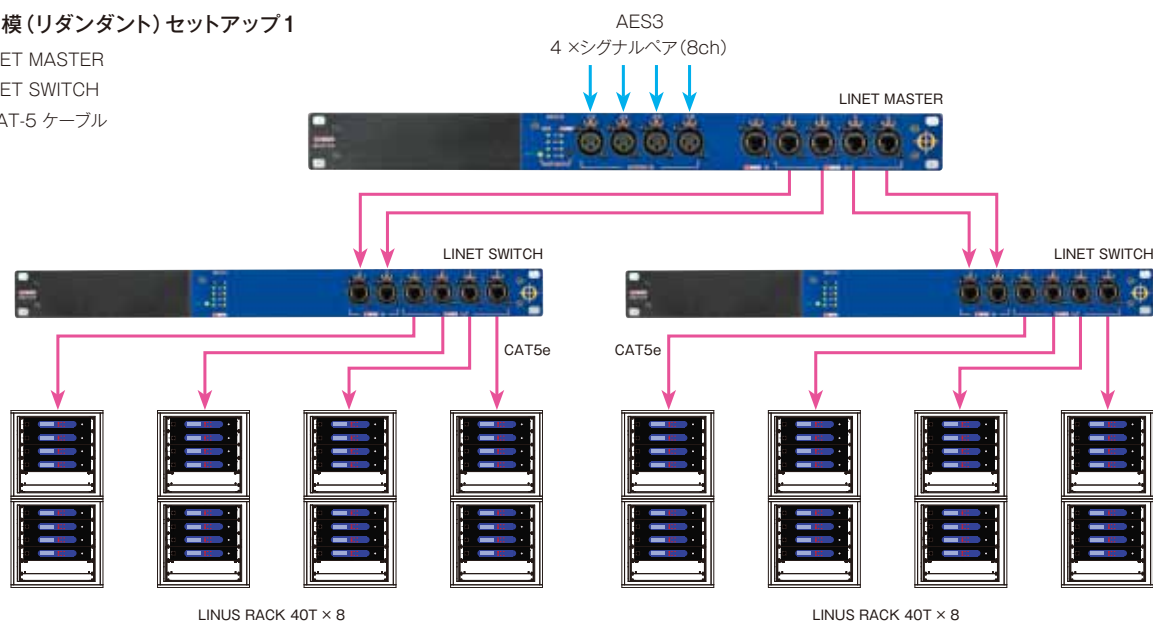 模（リダンダント）セットアップ1
ET MASTER
ET SWITCH
AT-5 ケーブル
AES3
4 ×シグナルペア（8ch）
LINET MASTER
LINET SWITCH
LINET SWITCH
CAT5e
CAT5e
LINUS RACK 40T × 8
LINUS RACK 40T × 8